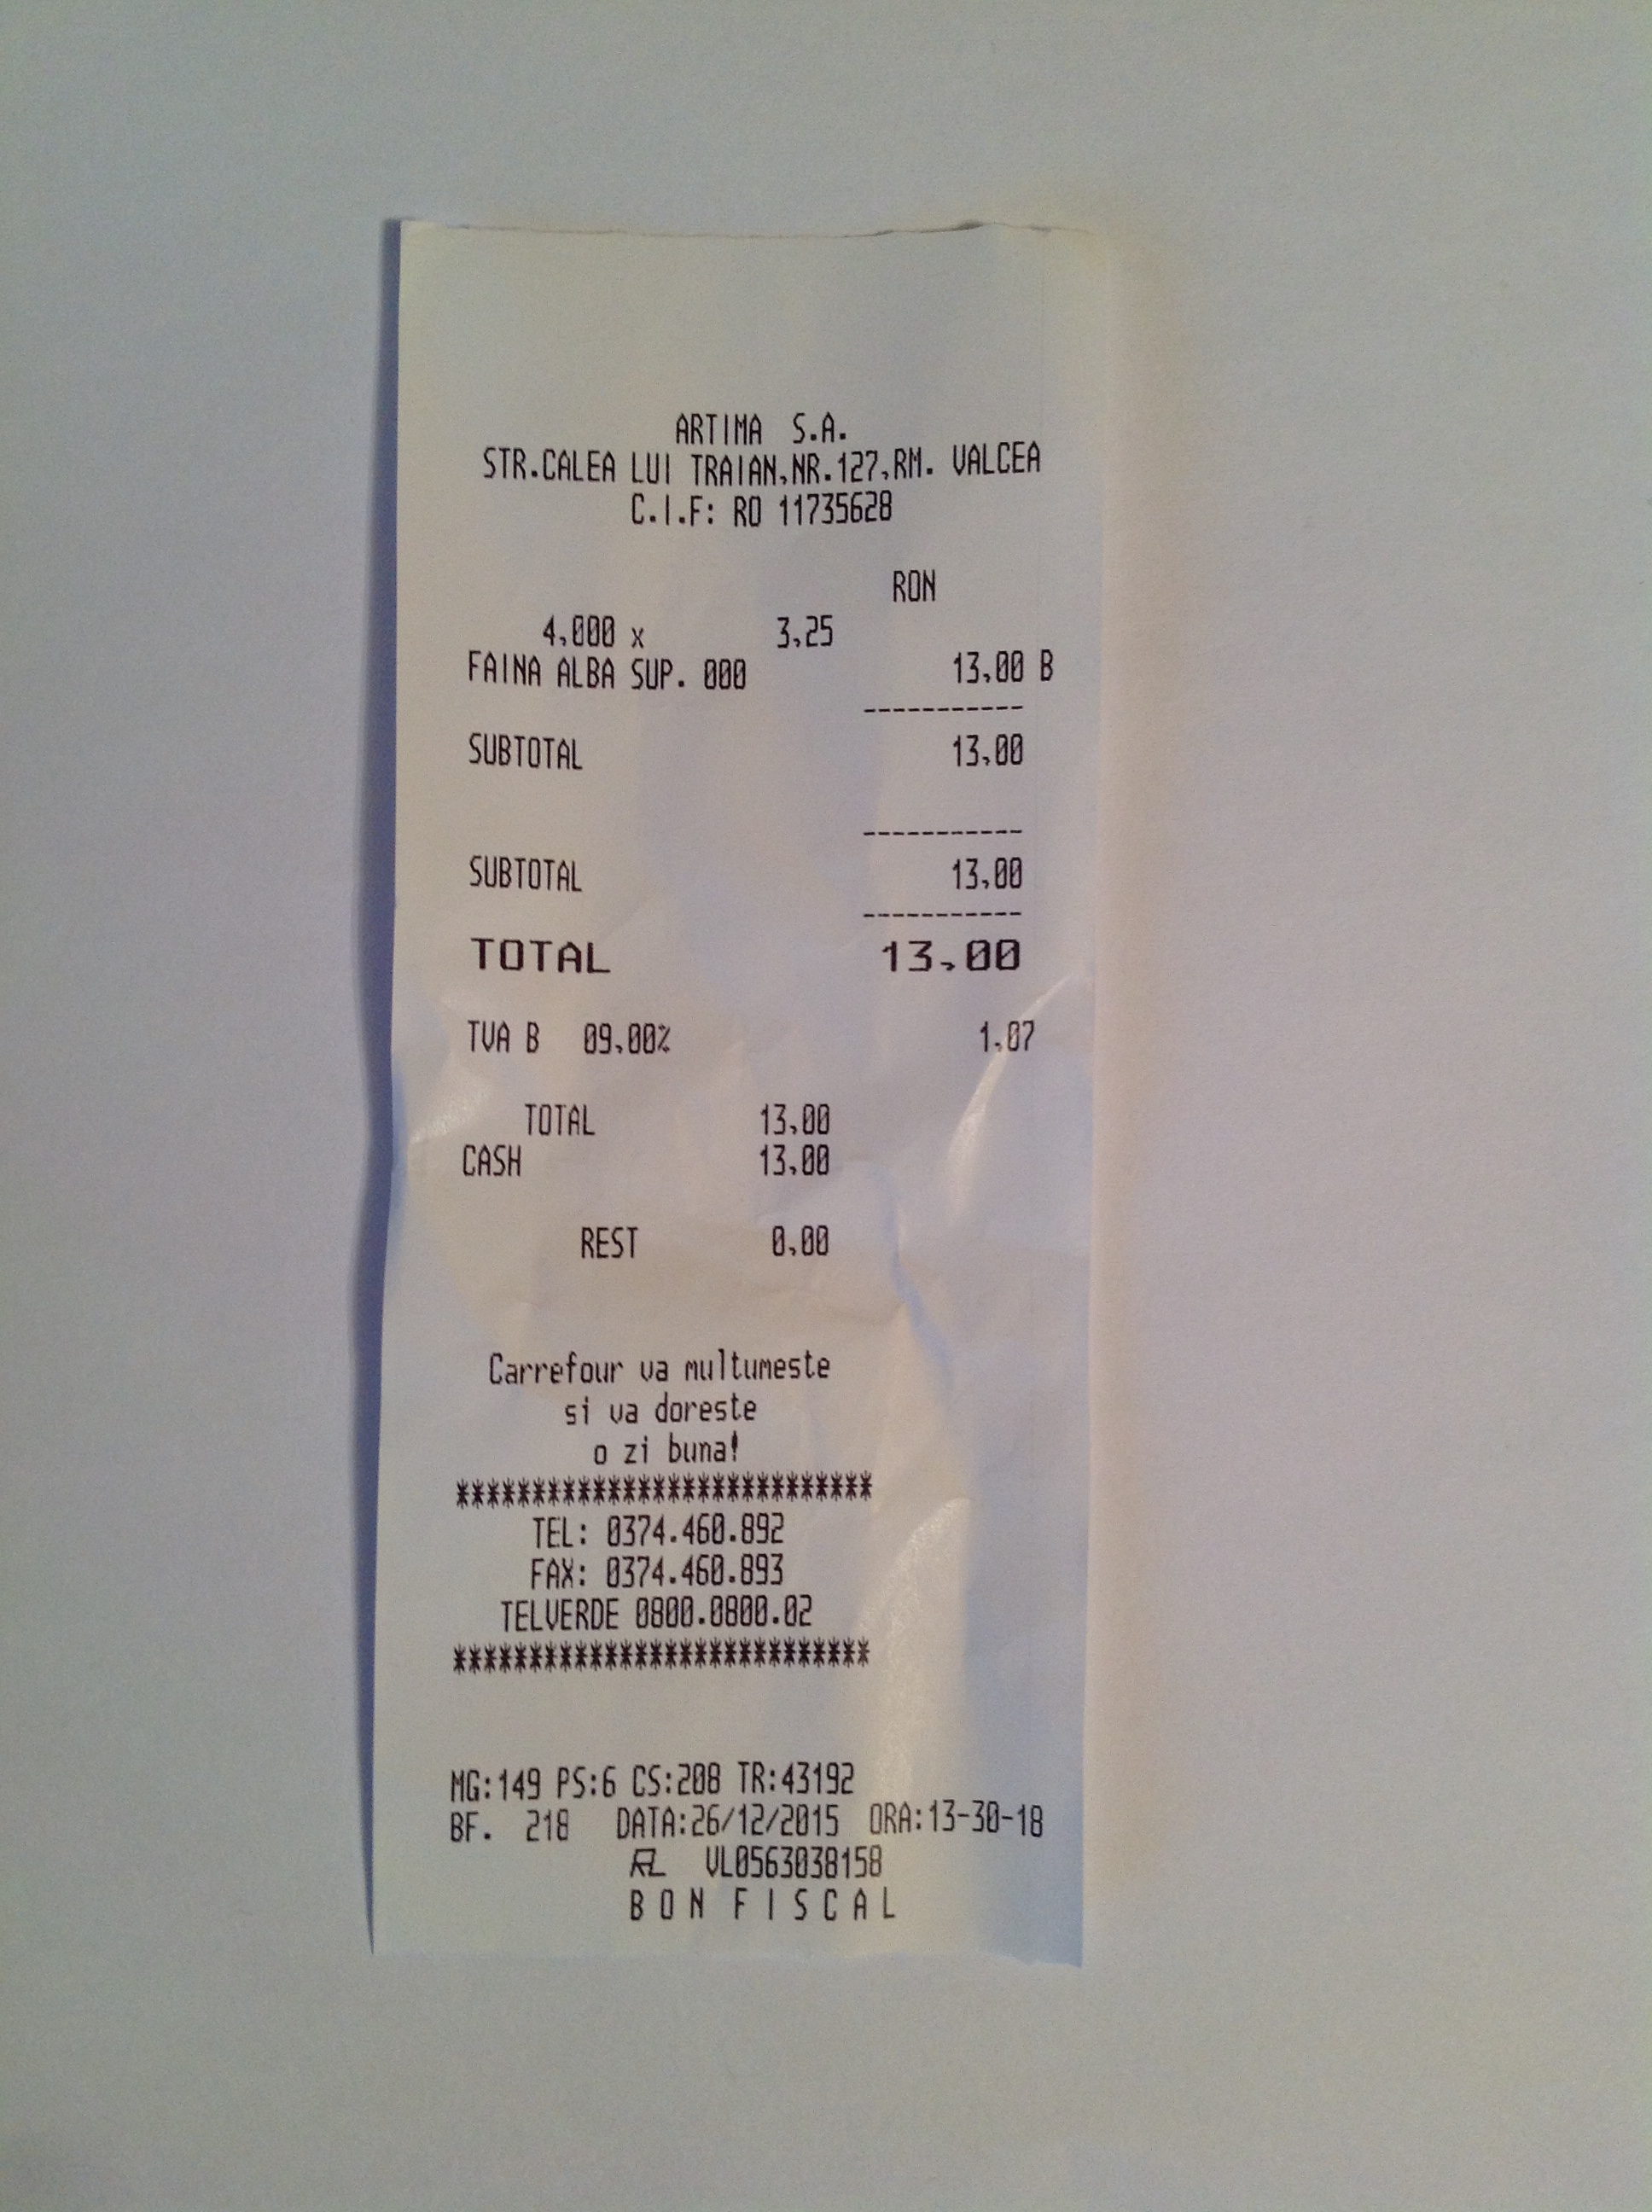 ARTIMA S.A.
STR.CALEA LUI TRAIAN,NR.127,RM. VALCEA
C.I.F: RO 11735628
RON
4,000 x 3,25
FAINA ALBA SUP. 000 13,00 B
-----------
SUBTOTAL 13,00
-----------
SUBTOTAL 13,00
-----------
TOTAL 13,00
TVA B 09,00% 1,07
TOTAL 13,00
CASH 13,00
REST 0,00
Carrefour va multumeste
si va doreste
o zi buna!
****************************
TEL: 0374.460.892
FAX: 0374.460.893
TELVERDE 0800.0800.02
****************************
MG:149 PS:6 CS:208 TR:43192
BF. 218 DATA:26/12/2015 ORA:13-30-18
VL0563038158
BON FISCAL